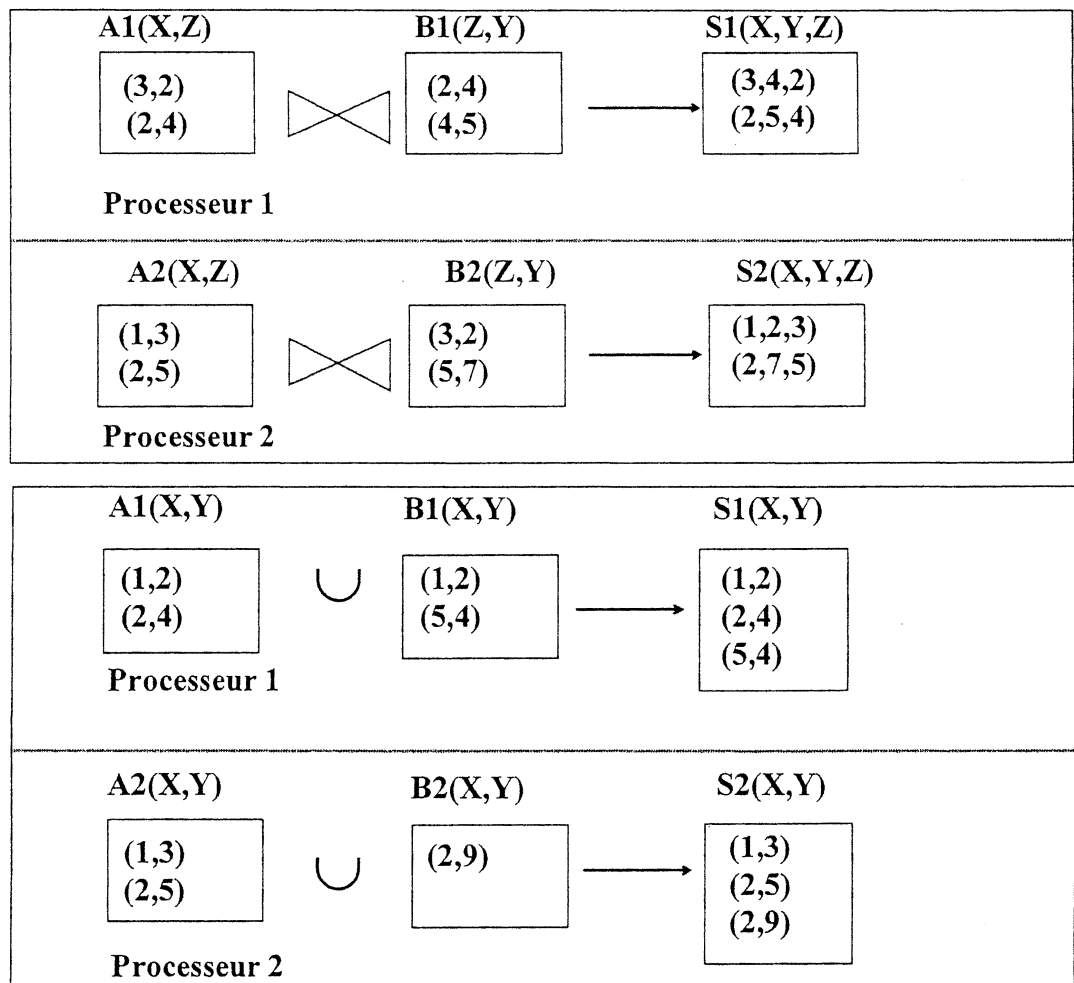 A1(X,Z) B1(Z,Y) S1(X,Y,Z)
(3,2) (2,4) (3,4,2)
(2,4) (4,5) (2,5,4)
Processeur 1
A2(X,Z) B2(Z,Y) S2(X,Y,Z)
(1,3) (3,2) (1,2,3)
(2,5) (5,7) (2,7,5)
Processeur 2
A1(X,Y) B1(X,Y) S1(X,Y)
(1,2) ∪ (1,2) (1,2)
(2,4) (5,4) (2,4)
(5,4)
Processeur 1
A2(X,Y) B2(X,Y) S2(X,Y)
(1,3) ∪ (2,9) (1,3)
(2,5) (2,5)
(2,9)
Processeur 2